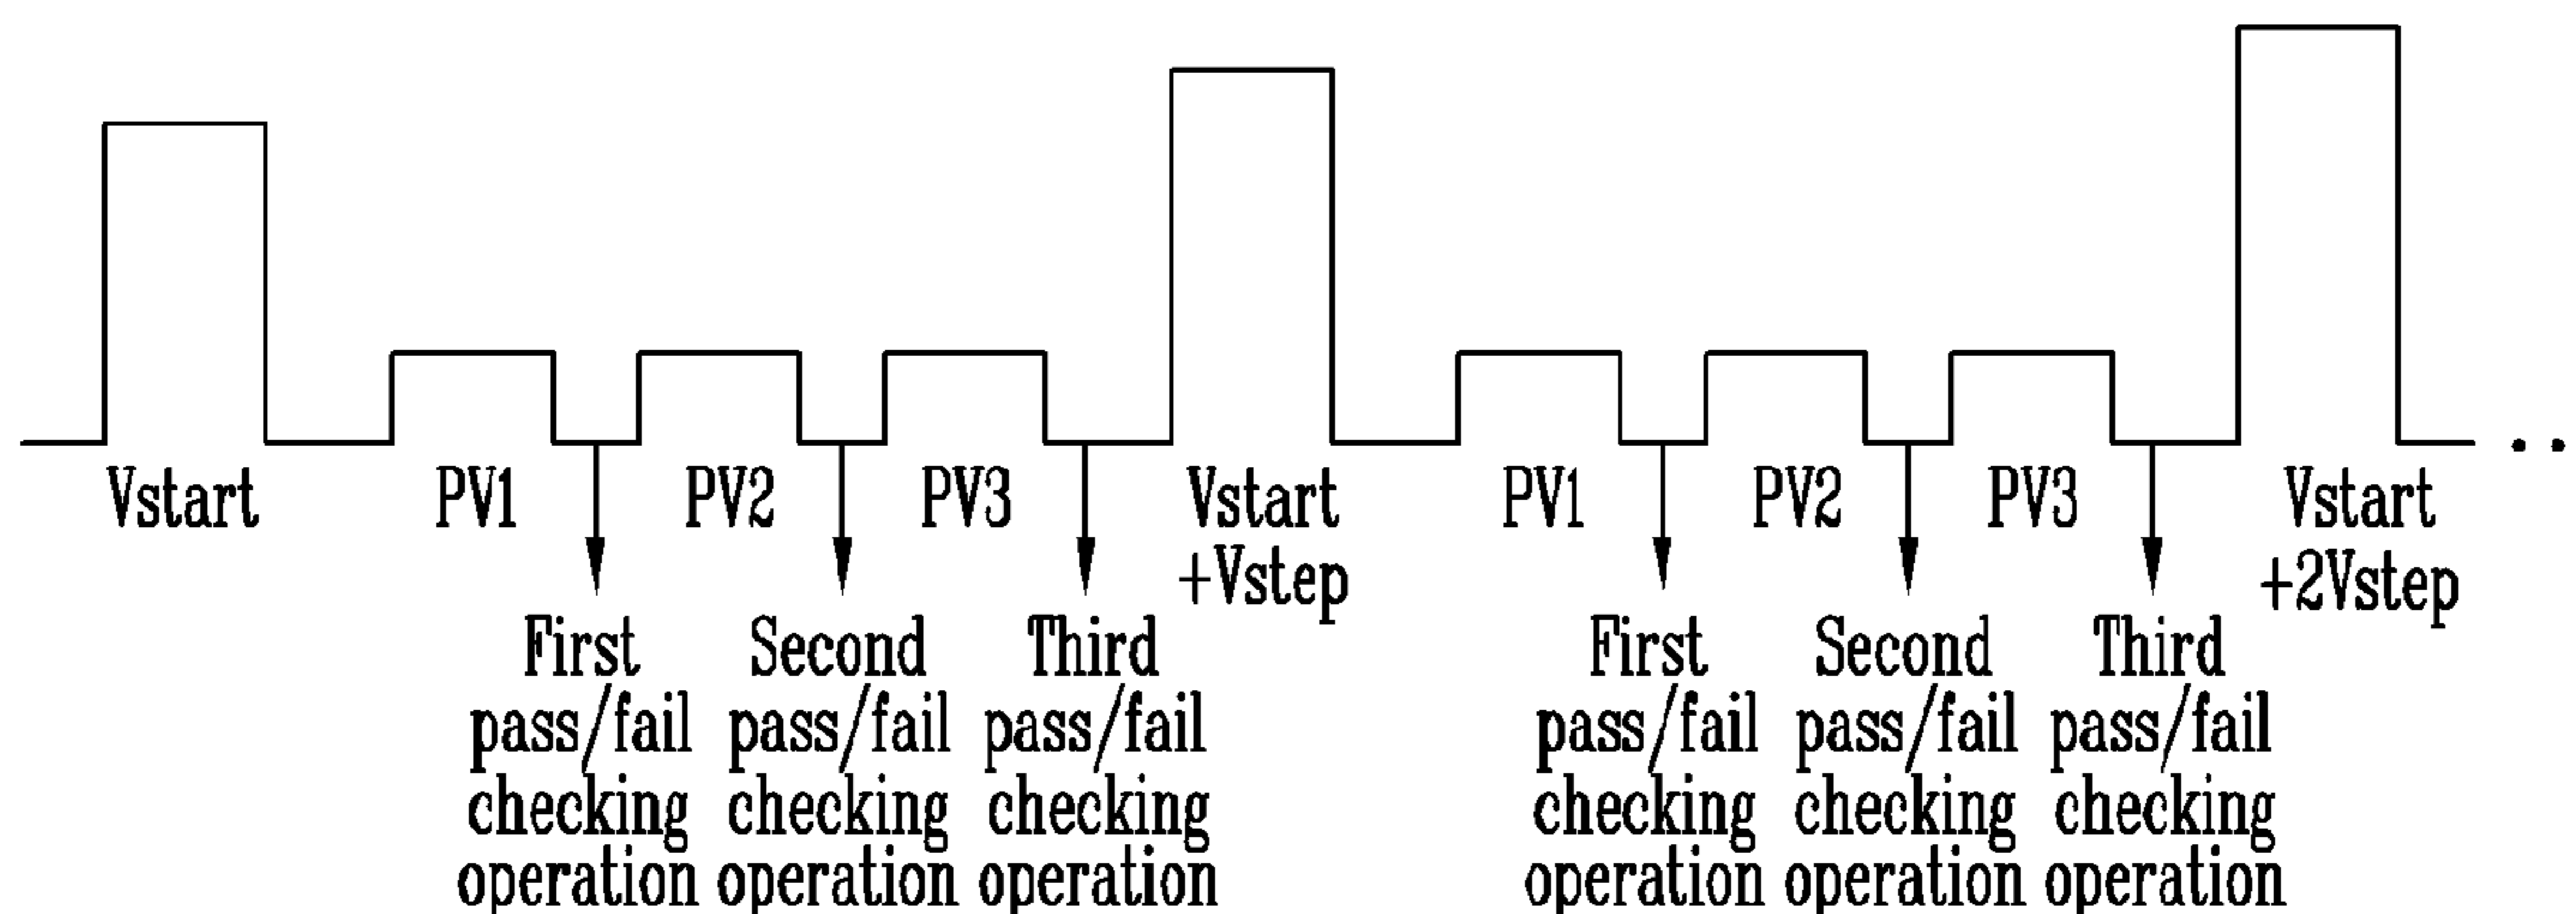 Vstart
PV1
PV2
PV3
Vstart
+Vstep
PV1
PV2
PV3
Vstart
+2Vstep
First
pass/fail
checking
operation
Second
pass/fail
checking
operation
Third
pass/fail
checking
operation
First
pass/fail
checking
operation
Second
pass/fail
checking
operation
Third
pass/fail
checking
operation